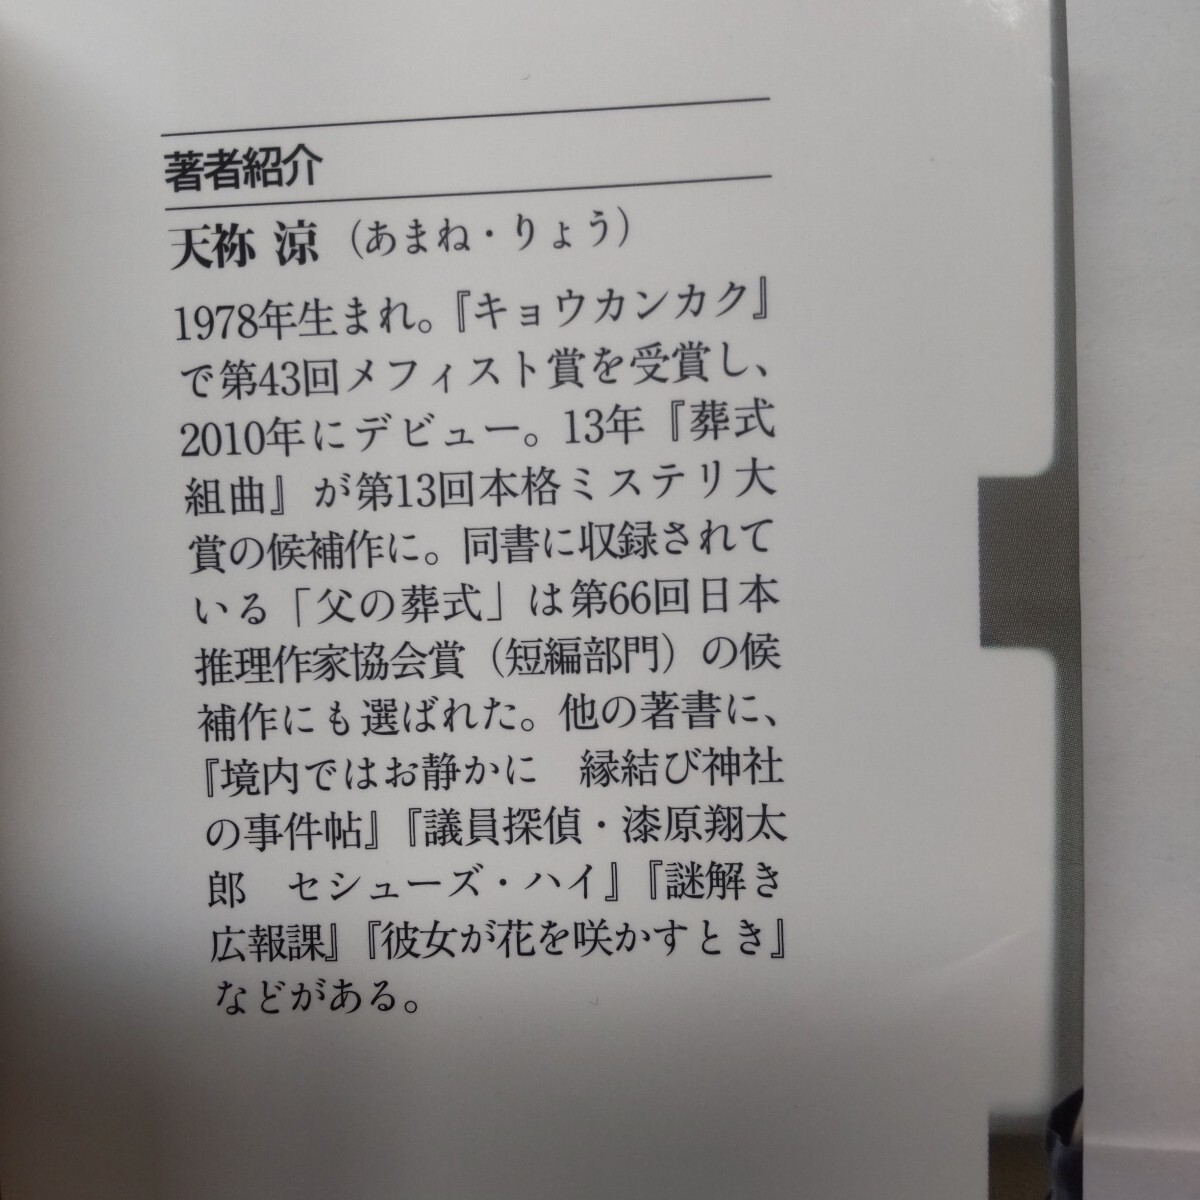 著者紹介
天祢 涼（あまね・りょう）
1978年生まれ。『キョウカンカク』
で第43回メフィスト賞を受賞し、
2010年にデビュー。13年『葬式
組曲』が第13回本格ミステリ大
賞の候補作に。同書に収録されて
いる「父の葬式」は第66回日本
推理作家協会賞（短編部門）の候
補作にも選ばれた。他の著書に、
『境内ではお静かに　縁結び神社
の事件帖』『議員探偵・漆原翔太
郎　セシューズ・ハイ』『謎解き
広報課』『彼女が花を咲かすとき』
などがある。